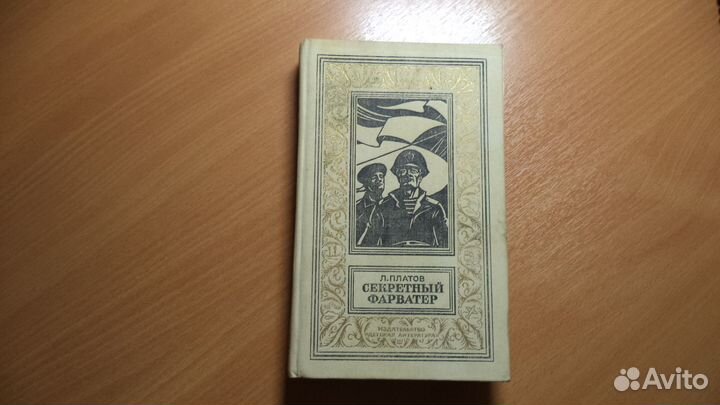 Л.ПЛАТОВ
СЕКРЕТНЫЙ
ФАРВАТЕР
ИЗДАТЕЛЬСТВО
«ДЕТСКАЯ ЛИТЕРАТУРА»
Avito